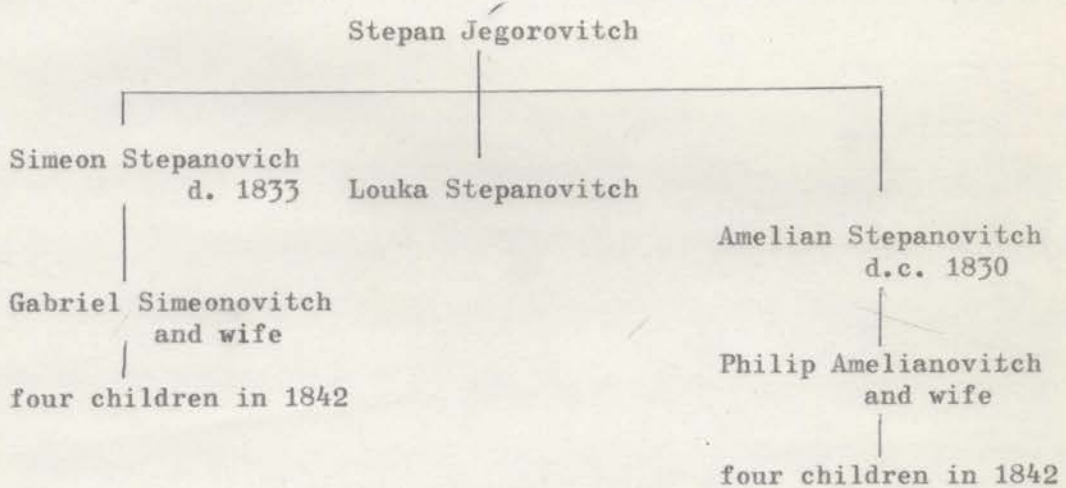 Stepan Jegorovitch
Simeon Stepanovich
d. 1833
Louka Stepanovitch
Amelian Stepanovitch
d.c. 1830
Gabriel Simeonovitch
and wife
Philip Amelianovitch
and wife
four children in 1842
four children in 1842